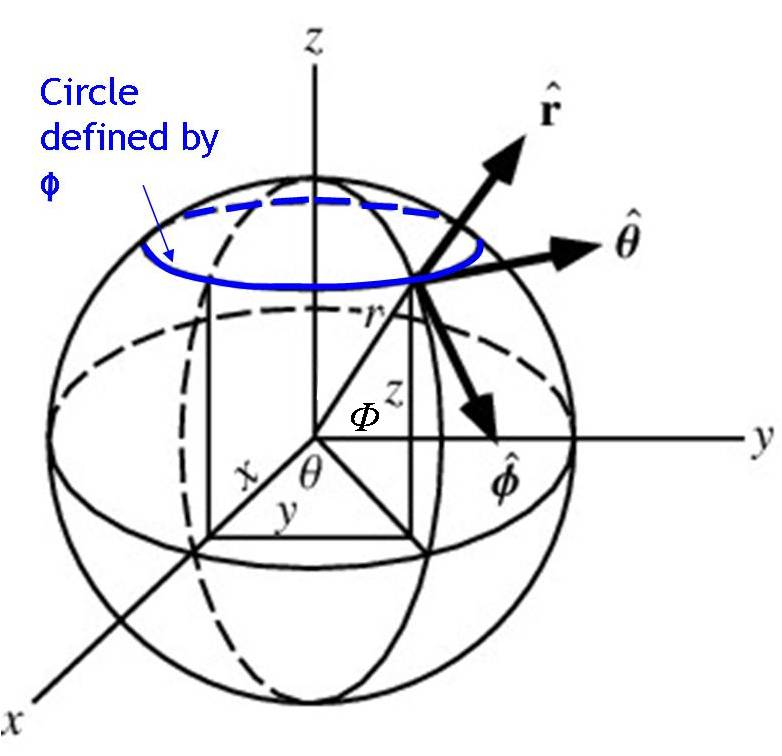 z
Circle
defined by
ϕ
r̂
θ̂
r
z
Φ
y
x
θ
y
ϕ̂
x